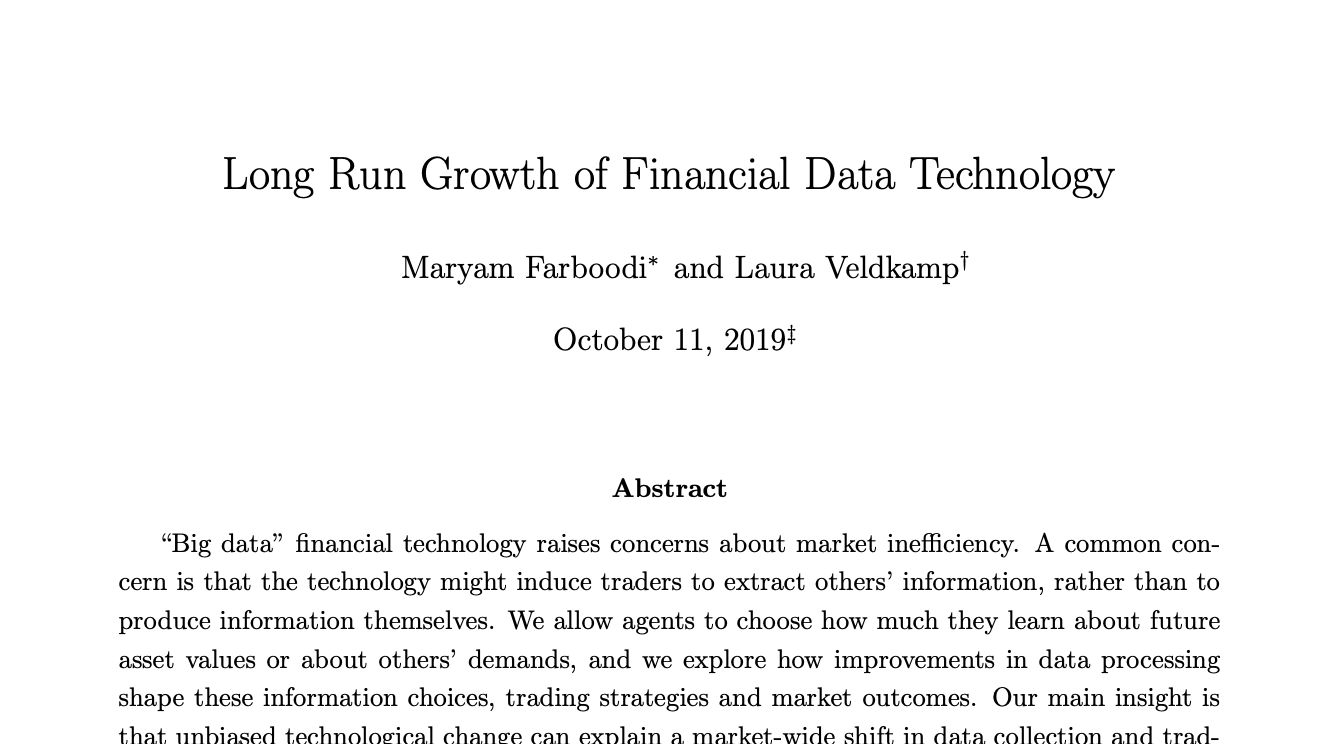 Long Run Growth of Financial Data Technology
Maryam Farboodi* and Laura Veldkamp†
October 11, 2019‡
Abstract
“Big data” financial technology raises concerns about market inefficiency. A common con-
cern is that the technology might induce traders to extract others’ information, rather than to
produce information themselves. We allow agents to choose how much they learn about future
asset values or about others’ demands, and we explore how improvements in data processing
shape these information choices, trading strategies and market outcomes. Our main insight is
that unbiased technological change can explain a market-wide shift in data collection and trad-